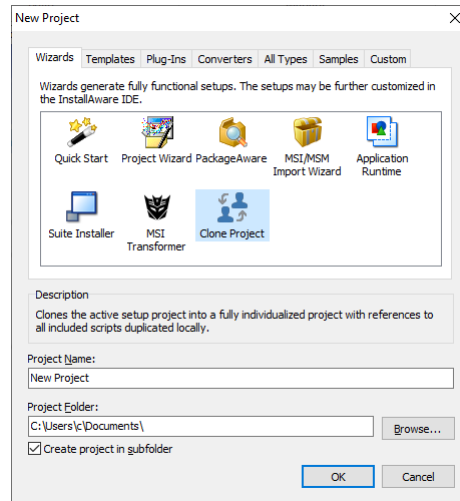 New Project
Wizards Templates Plug-Ins Converters All Types Samples Custom
Wizards generate fully functional setups. The setups may be further customized in
the InstallAware IDE.
Quick Start Project Wizard PackageAware MSI/MSM Import Wizard Application Runtime
Suite Installer MSI Transformer Clone Project
Description
Clones the active setup project into a fully individualized project with references to
all included scripts duplicated locally.
Project Name:
New Project
Project Folder:
C:\Users\c\Documents\
Browse...
Create project in subfolder
OK Cancel